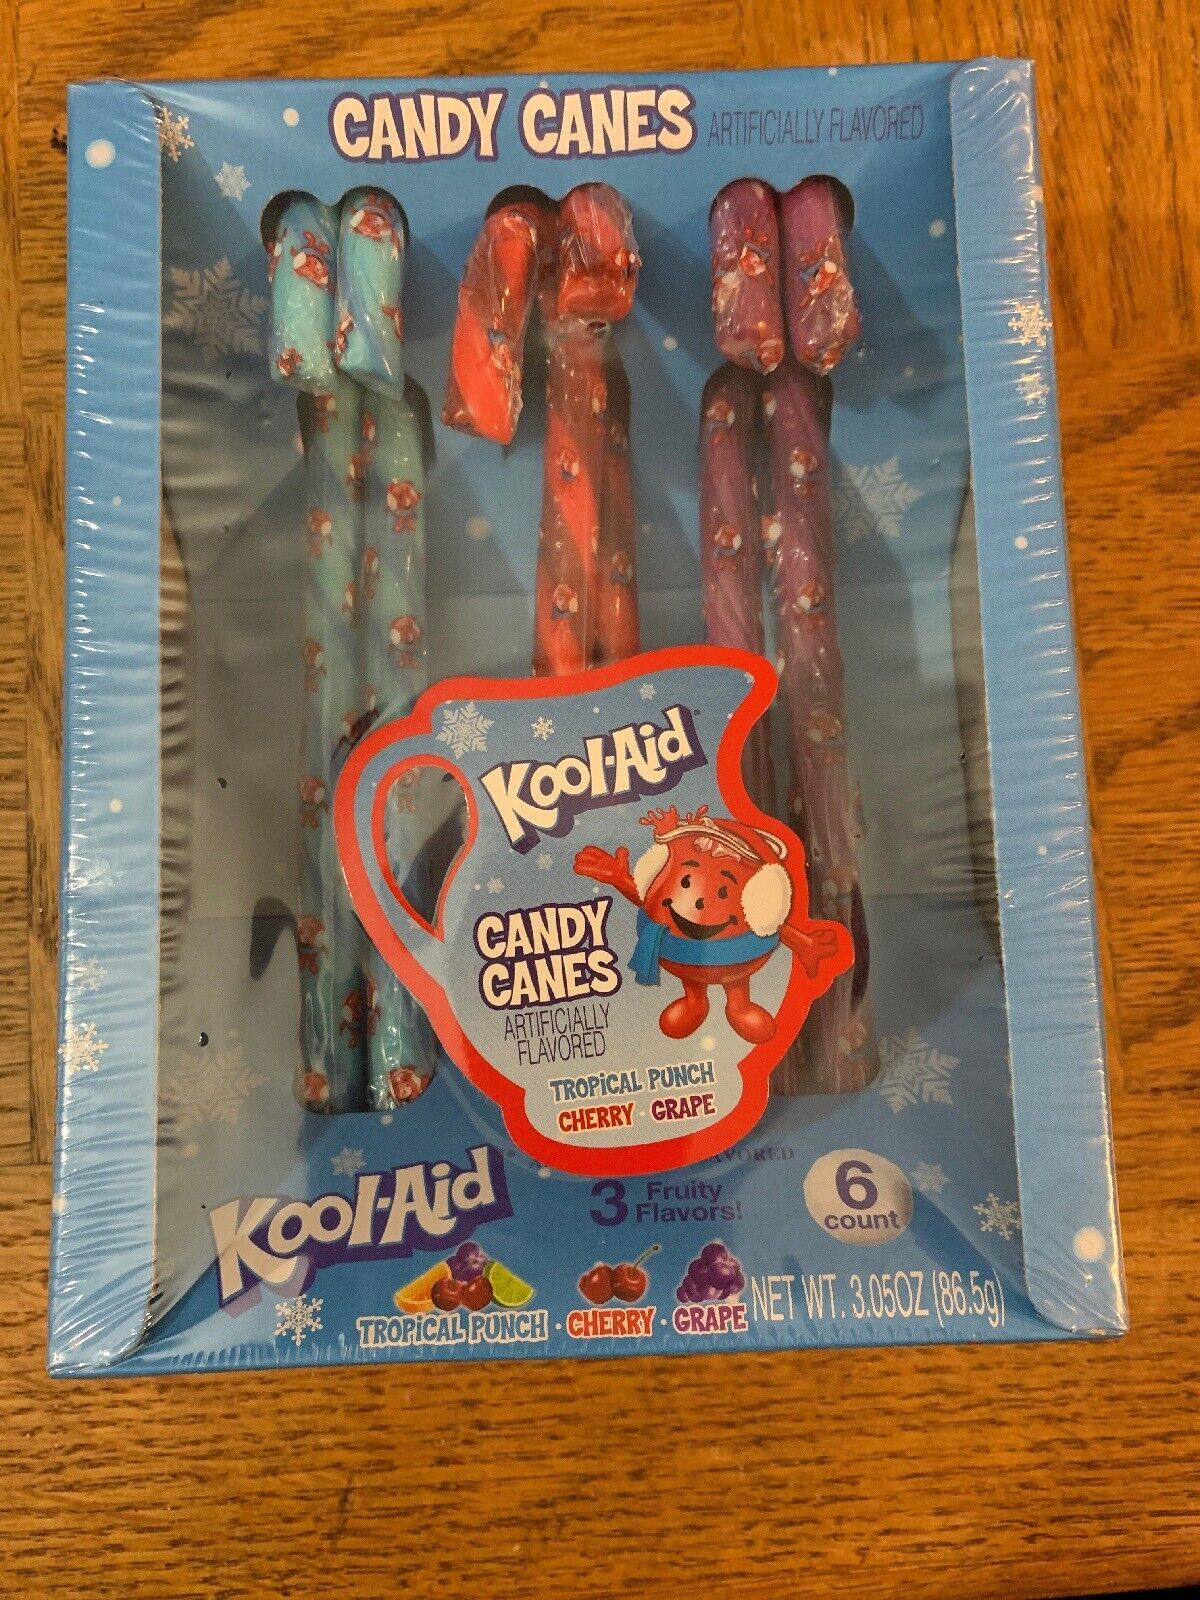 CANDY CANES ARTIFICIALLY FLAVORED
Kool-Aid
CANDY
CANES
ARTIFICIALLY
FLAVORED
TROPICAL PUNCH
CHERRY · GRAPE
Kool-Aid
3 Fruity
Flavors!
6
count
TROPICAL PUNCH · CHERRY · GRAPE
NET WT. 3.05OZ (86.5g)